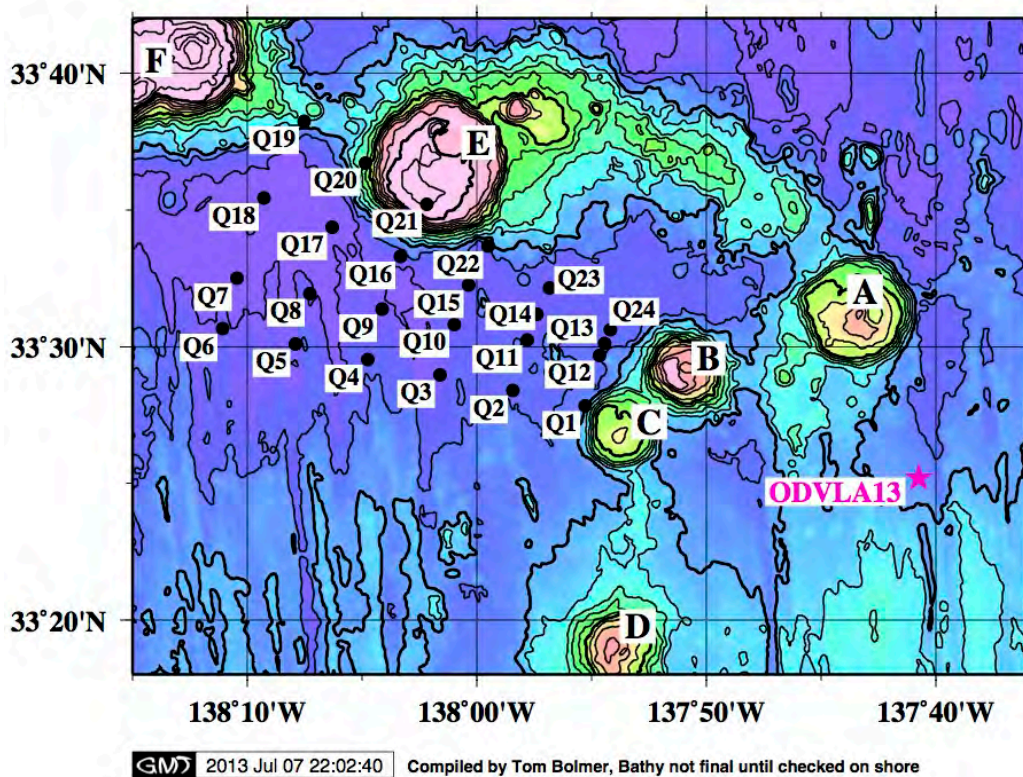 F
33°40'N
Q19
E
Q20
Q18
Q21
Q17
Q16
Q22
Q23
Q7
Q8
Q15
A
Q14
Q24
Q9
Q13
33°30'N
Q6
Q10
Q5
Q11
B
Q4
Q12
Q3
Q2
Q1
C
ODVLA13
33°20'N
D
138°10'W 138°00'W 137°50'W 137°40'W
GMT 2013 Jul 07 22:02:40 Compiled by Tom Bolmer, Bathy not final until checked on shore